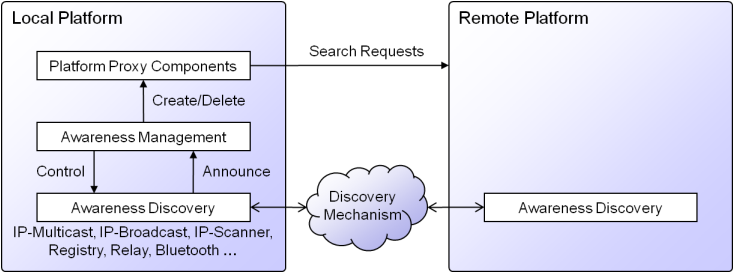 Local Platform
Remote Platform
Platform Proxy Components
Search Requests
Create/Delete
Awareness Management
Control
Announce
Discovery
Mechanism
Awareness Discovery
Awareness Discovery
IP-Multicast, IP-Broadcast, IP-Scanner,
Registry, Relay, Bluetooth ...